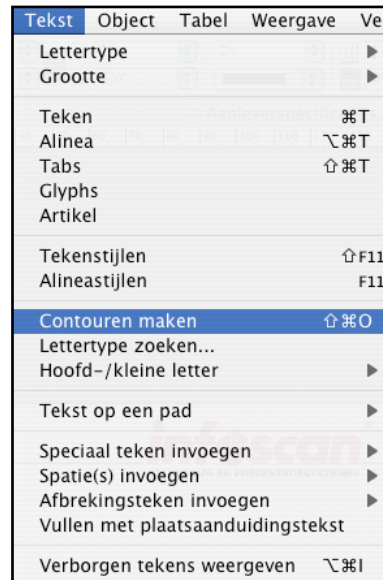 Tekst Object Tabel Weergave Ve
Lettertype
Grootte
Teken ⌘T
Alinea ⌥⌘T
Tabs ⇧⌘T
Glyphs
Artikel
Tekenstijlen ⇧F11
Alineastijlen F11
Contouren maken ⇧⌘O
Lettertype zoeken...
Hoofd-/kleine letter
Tekst op een pad
Speciaal teken invoegen
Spatie(s) invoegen
Afbrekingsteken invoegen
Vullen met plaatsaanduidingstekst
Verborgen tekens weergeven ⌥⌘I
infoscan